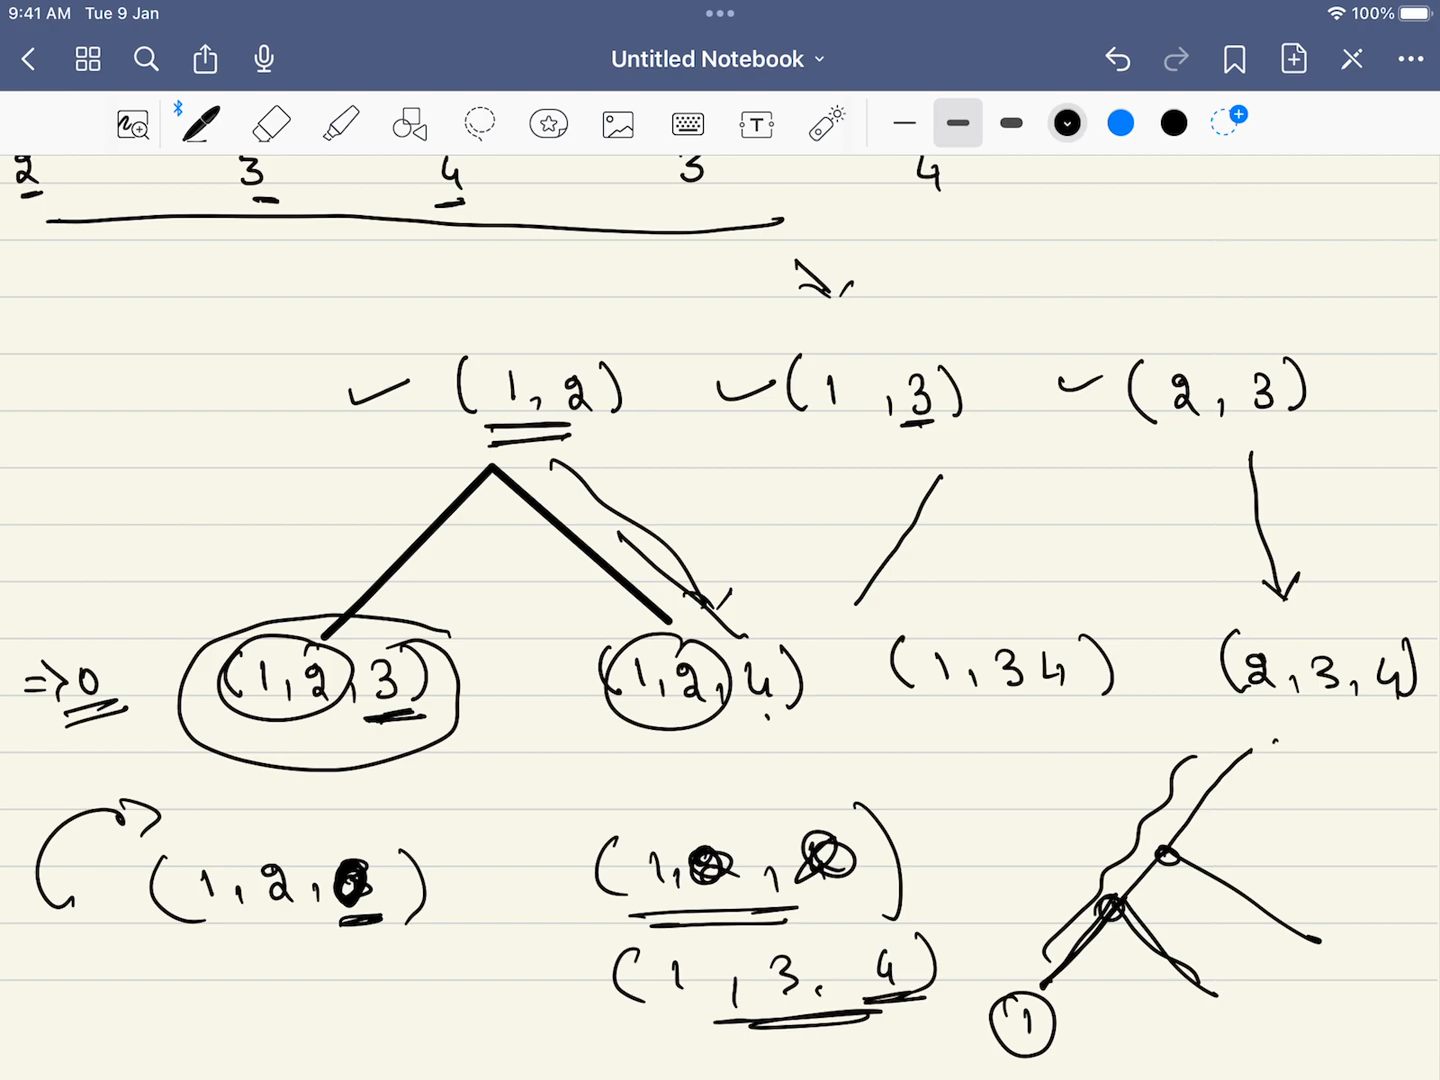 9:41 AM Tue 9 Jan 100%
Untitled Notebook
T
2 3 4 3 4
(1, 2) (1, 3) (2, 3)
=> 0 (1, 2, 3) (1, 2, 4) (1, 3 4) (2, 3, 4)
(1, 2, ) (1, , )
(1, 3, 4)
1